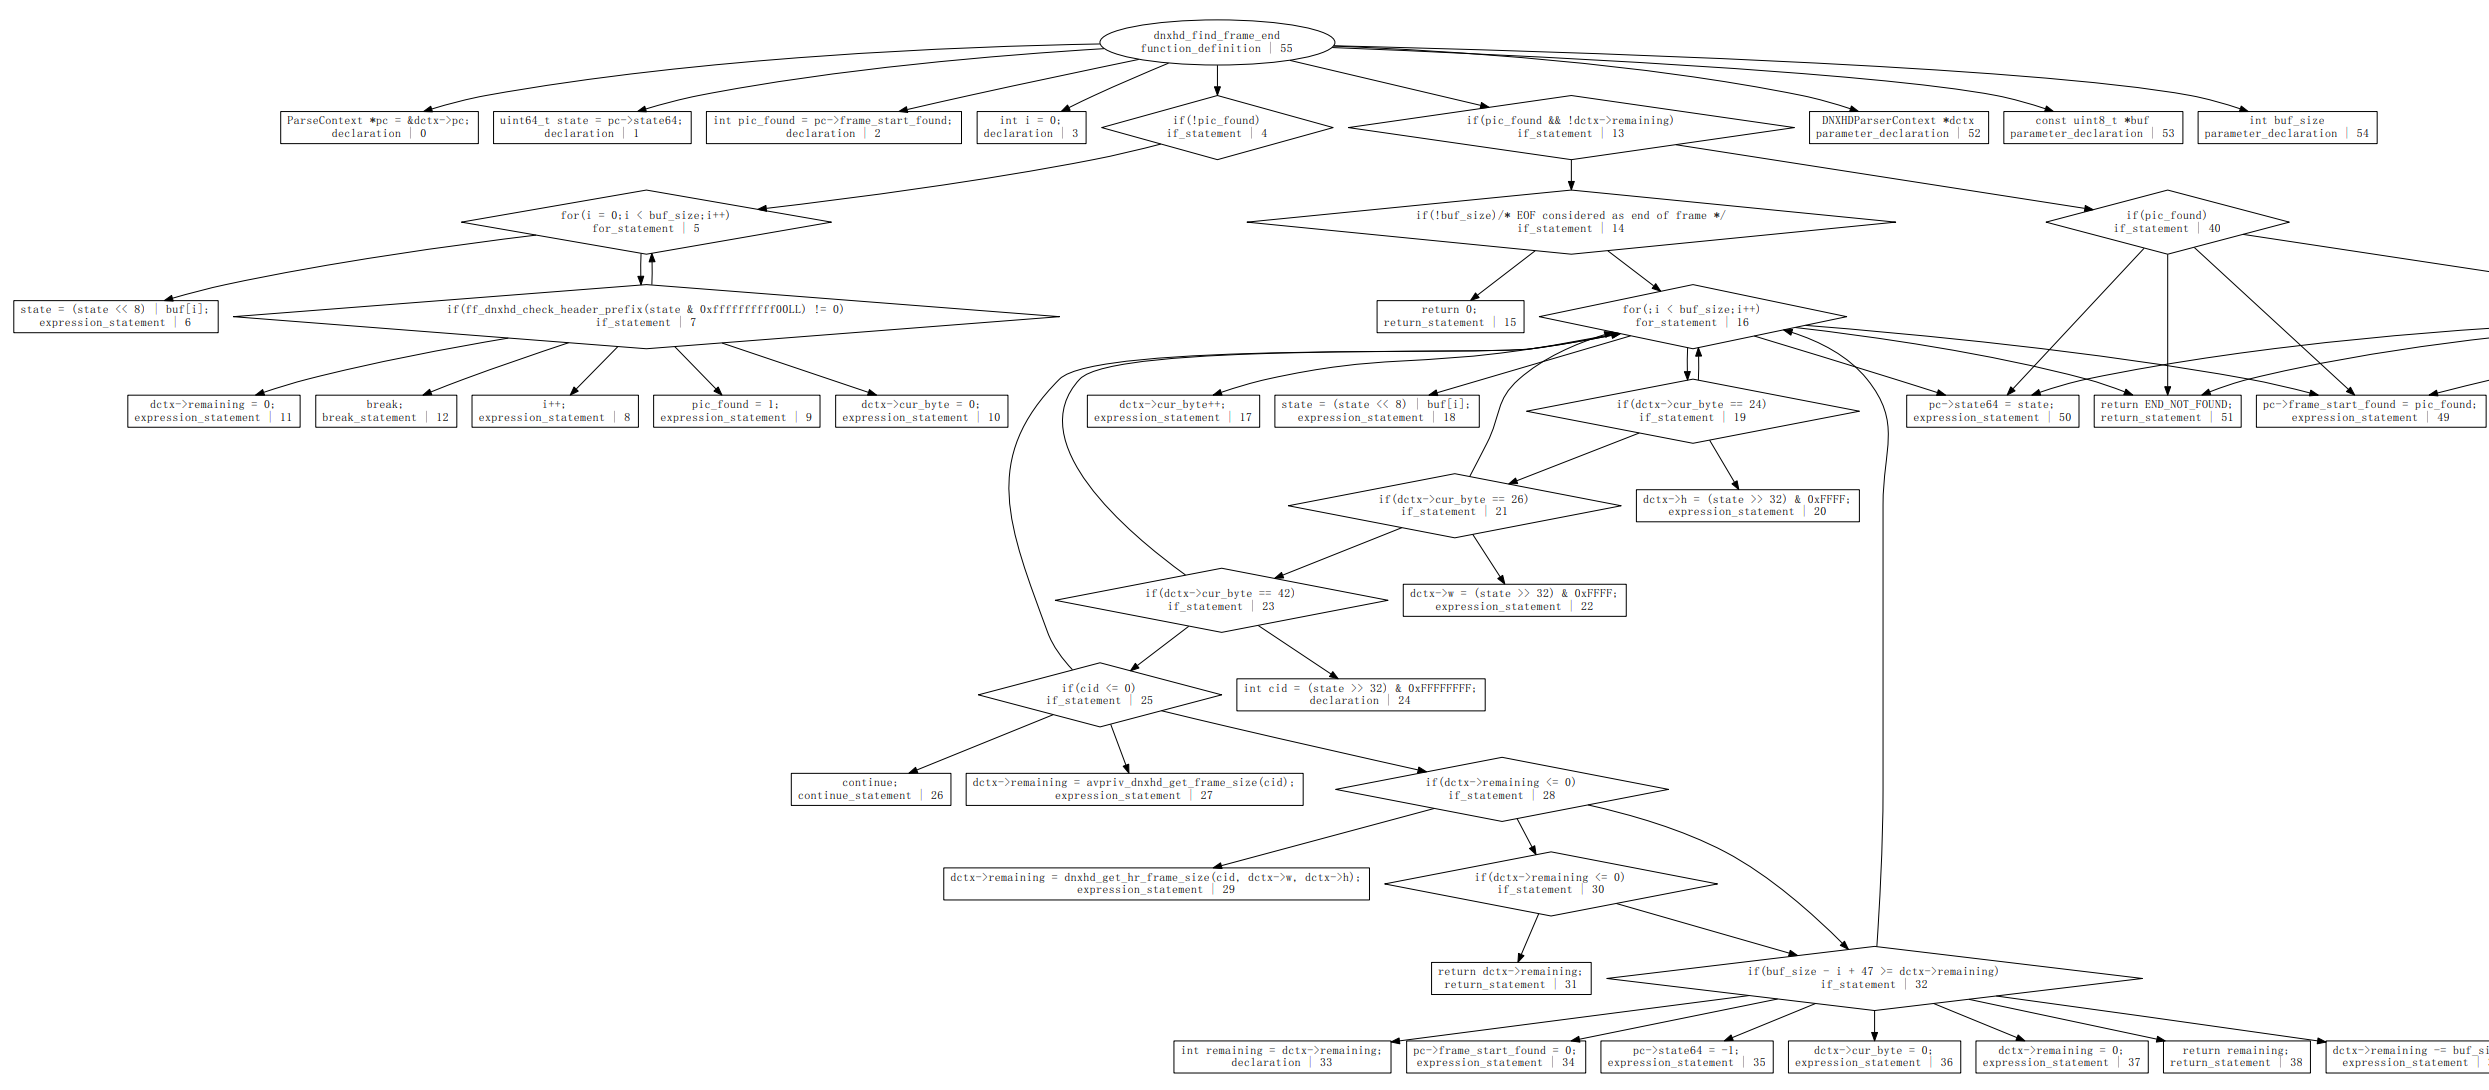 dnxhd_find_frame_end
function_definition | 55
ParseContext *pc = &dctx->pc;
declaration | 0
uint64_t state = pc->state64;
declaration | 1
int pic_found = pc->frame_start_found;
declaration | 2
int i = 0;
declaration | 3
if(!pic_found)
if_statement | 4
if(pic_found && !dctx->remaining)
if_statement | 13
DNXHDParserContext *dctx
parameter_declaration | 52
const uint8_t *buf
parameter_declaration | 53
int buf_size
parameter_declaration | 54
for(i = 0;i < buf_size;i++)
for_statement | 5
if(!buf_size)/* EOF considered as end of frame */
if_statement | 14
if(pic_found)
if_statement | 40
state = (state << 8) | buf[i];
expression_statement | 6
if(ff_dnxhd_check_header_prefix(state & 0xffffffffff00LL) != 0)
if_statement | 7
return 0;
return_statement | 15
for(;i < buf_size;i++)
for_statement | 16
dctx->remaining = 0;
expression_statement | 11
break;
break_statement | 12
i++;
expression_statement | 8
pic_found = 1;
expression_statement | 9
dctx->cur_byte = 0;
expression_statement | 10
dctx->cur_byte++;
expression_statement | 17
state = (state << 8) | buf[i];
expression_statement | 18
if(dctx->cur_byte == 24)
if_statement | 19
pc->state64 = state;
expression_statement | 50
return END_NOT_FOUND;
return_statement | 51
pc->frame_start_found = pic_found;
expression_statement | 49
if(dctx->cur_byte == 26)
if_statement | 21
dctx->h = (state >> 32) & 0xFFFF;
expression_statement | 20
if(dctx->cur_byte == 42)
if_statement | 23
dctx->w = (state >> 32) & 0xFFFF;
expression_statement | 22
if(cid <= 0)
if_statement | 25
int cid = (state >> 32) & 0xFFFFFFFF;
declaration | 24
continue;
continue_statement | 26
dctx->remaining = avpriv_dnxhd_get_frame_size(cid);
expression_statement | 27
if(dctx->remaining <= 0)
if_statement | 28
dctx->remaining = dnxhd_get_hr_frame_size(cid, dctx->w, dctx->h);
expression_statement | 29
if(dctx->remaining <= 0)
if_statement | 30
return dctx->remaining;
return_statement | 31
if(buf_size - i + 47 >= dctx->remaining)
if_statement | 32
int remaining = dctx->remaining;
declaration | 33
pc->frame_start_found = 0;
expression_statement | 34
pc->state64 = -1;
expression_statement | 35
dctx->cur_byte = 0;
expression_statement | 36
dctx->remaining = 0;
expression_statement | 37
return remaining;
return_statement | 38
dctx->remaining -=
expression_statement |